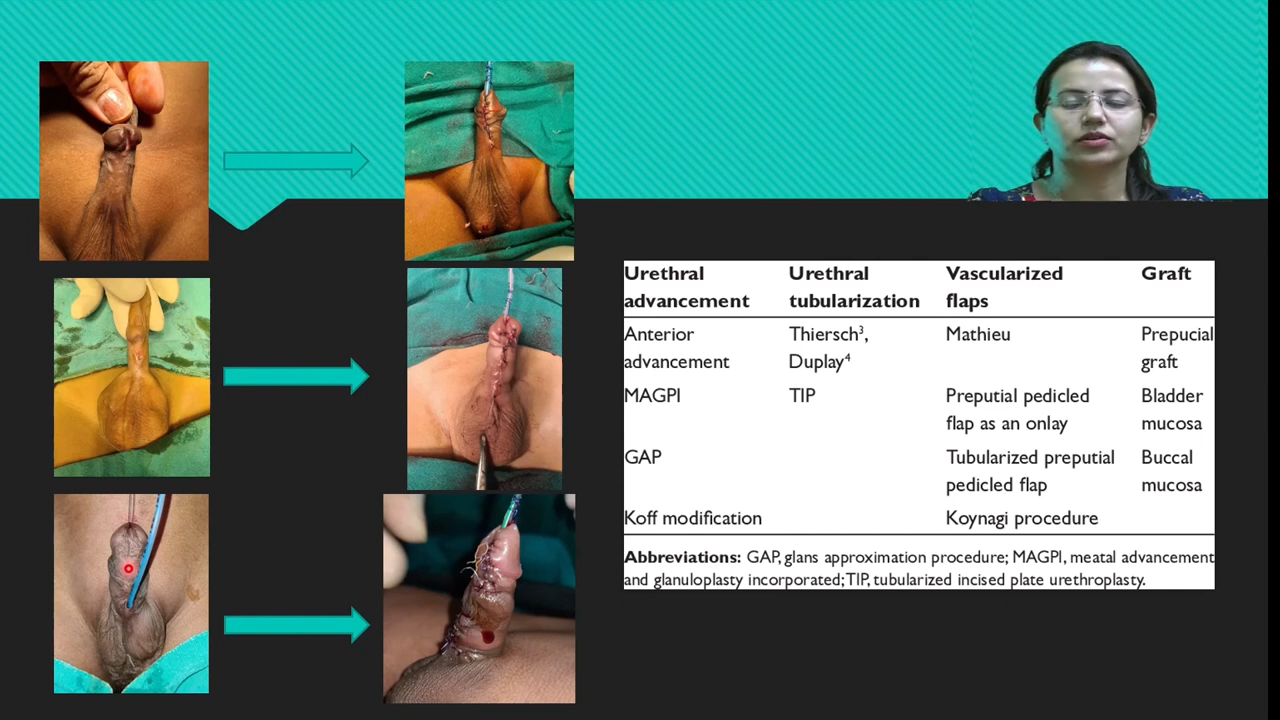 Urethral advancement Urethral tubularization Vascularized flaps Graft
Anterior advancement Thiersch³, Duplay⁴ Mathieu Prepucial graft
MAGPI TIP Preputial pedicled flap as an onlay Bladder mucosa
GAP Tubularized preputial pedicled flap Buccal mucosa
Koff modification Koynagi procedure
Abbreviations: GAP, glans approximation procedure; MAGPI, meatal advancement
and glanuloplasty incorporated; TIP, tubularized incised plate urethroplasty.